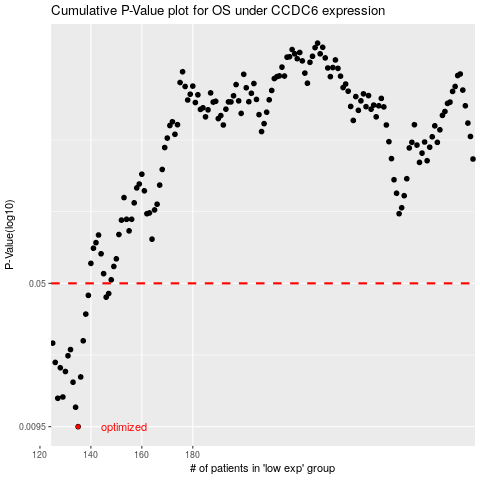 Cumulative P-Value plot for OS under CCDC6 expression
P-Value(log10)
0.05
0.0095
optimized
120 140 160 180
# of patients in 'low exp' group